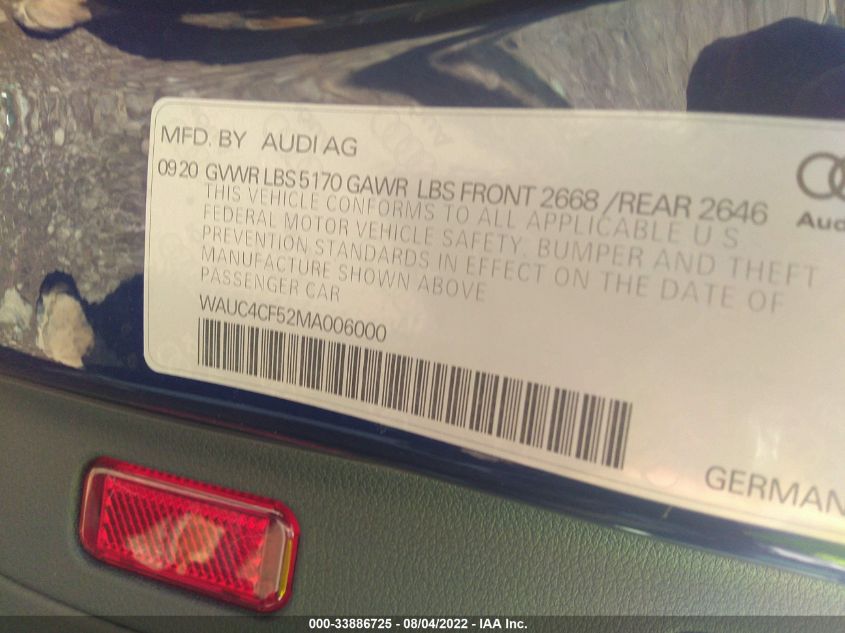 MFD. BY AUDI AG
09.20 GVWR LBS 5170 GAWR LBS FRONT 2668 /REAR 2646
THIS VEHICLE CONFORMS TO ALL APPLICABLE U S
FEDERAL MOTOR VEHICLE SAFETY, BUMPER AND THEFT
PREVENTION STANDARDS IN EFFECT ON THE DATE OF
MANUFACTURE SHOWN ABOVE
PASSENGER CAR
WAUC4CF52MA006000
GERMAN
000-33886725 - 08/04/2022 - IAA Inc.